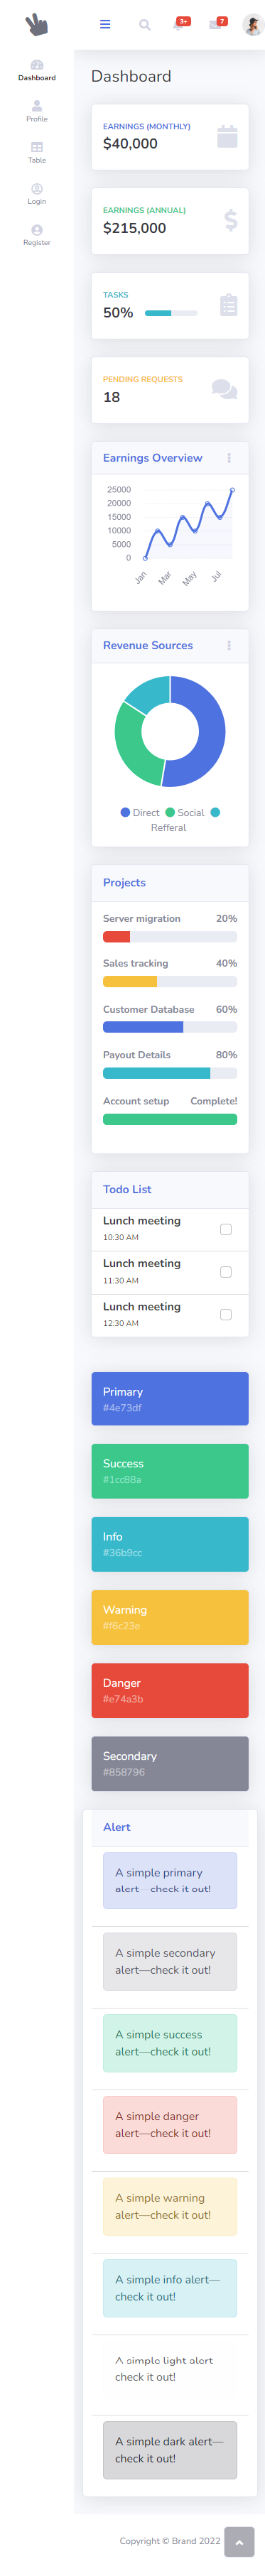 3+
7
Dashboard
Profile
Table
Login
Register
Dashboard
EARNINGS (MONTHLY)
$40,000
EARNINGS (ANNUAL)
$215,000
TASKS
50%
PENDING REQUESTS
18
Earnings Overview
25000
20000
15000
10000
5000
0
Jan
Mar
May
Jul
Revenue Sources
Direct Social
Refferal
Projects
Server migration 20%
Sales tracking 40%
Customer Database 60%
Payout Details 80%
Account setup Complete!
Todo List
Lunch meeting
10:30 AM
Lunch meeting
11:30 AM
Lunch meeting
12:30 AM
Primary
#4e73df
Success
#1cc88a
Info
#36b9cc
Warning
#f6c23e
Danger
#e74a3b
Secondary
#858796
Alert
A simple primary
alert—check it out!
A simple secondary
alert—check it out!
A simple success
alert—check it out!
A simple danger
alert—check it out!
A simple warning
alert—check it out!
A simple info alert—
check it out!
A simple light alert—
check it out!
A simple dark alert—
check it out!
Copyright © Brand 2022